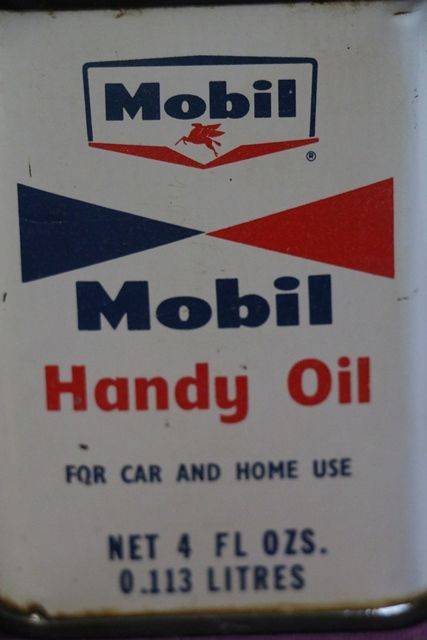 Mobil
®
Mobil
Handy Oil
FOR CAR AND HOME USE
NET 4 FL OZS.
0.113 LITRES